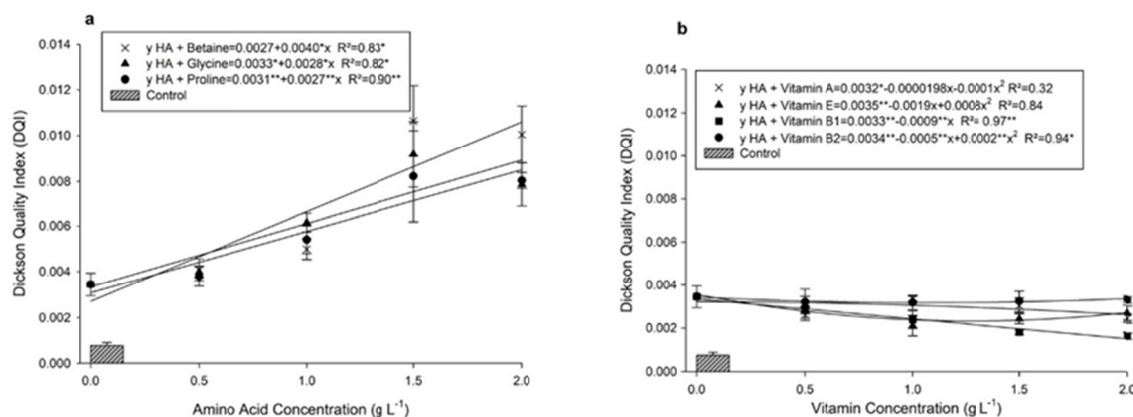 a
y HA + Betaine=0.0027+0.0040*x R²=0.83*
y HA + Glycine=0.0033*+0.0028*x R²=0.82*
y HA + Proline=0.0031**+0.0027**x R²=0.90**
Control
Dickson Quality Index (DQI)
0.014
0.012
0.010
0.008
0.006
0.004
0.002
0.000
0.0 0.5 1.0 1.5 2.0
Amino Acid Concentration (g L⁻¹)
b
y HA + Vitamin A=0.0032*-0.0000198x-0.0001x² R²=0.32
y HA + Vitamin E=0.0035**-0.0019x+0.0008x² R²=0.84
y HA + Vitamin B1=0.0033**-0.0009**x R²=0.97**
y HA + Vitamin B2=0.0034**-0.0005**x+0.0002**x² R²=0.94*
Control
Dickson Quality Index (DQI)
0.014
0.012
0.010
0.008
0.006
0.004
0.002
0.000
0.0 0.5 1.0 1.5 2.0
Vitamin Concentration (g L⁻¹)